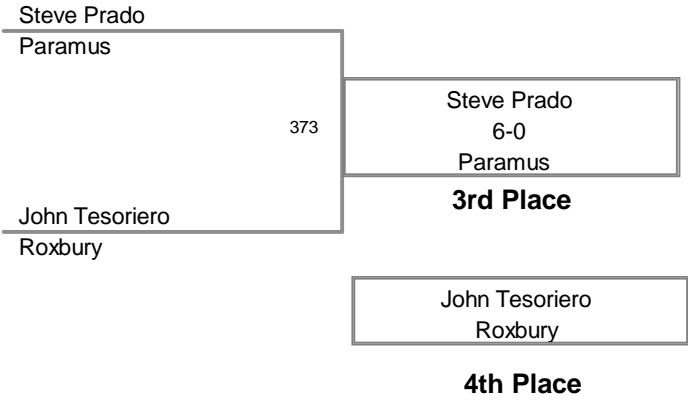 Steve Prado
Paramus
373
Steve Prado
6-0
Paramus
3rd Place
John Tesoriero
Roxbury
John Tesoriero
Roxbury
4th Place